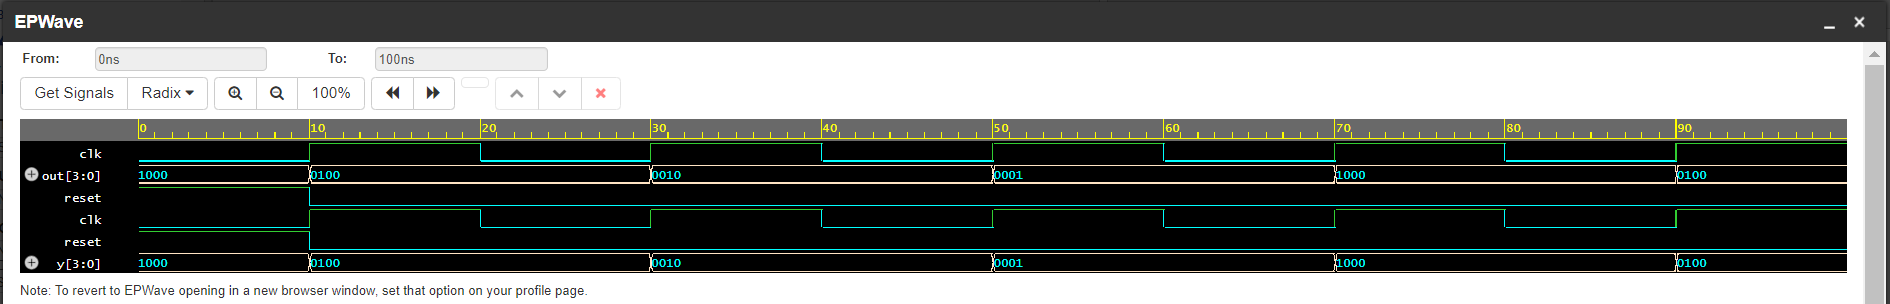 EPWave
From: 0ns To: 100ns
Get Signals Radix 100%
0 10 20 30 40 50 60 70 80 90
clk
out[3:0] 1000 0100 0010 0001 1000 0100
reset
clk
reset
y[3:0] 1000 0100 0010 0001 1000 0100
Note: To revert to EPWave opening in a new browser window, set that option on your profile page.